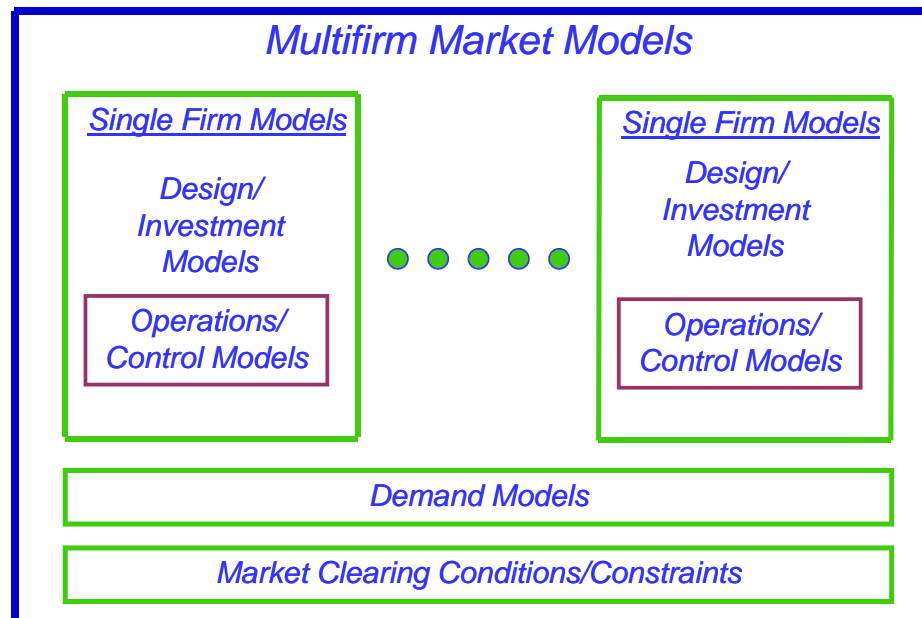 Multifirm Market Models
Single Firm Models
Design/
Investment
Models
Operations/
Control Models
Single Firm Models
Design/
Investment
Models
Operations/
Control Models
Demand Models
Market Clearing Conditions/Constraints